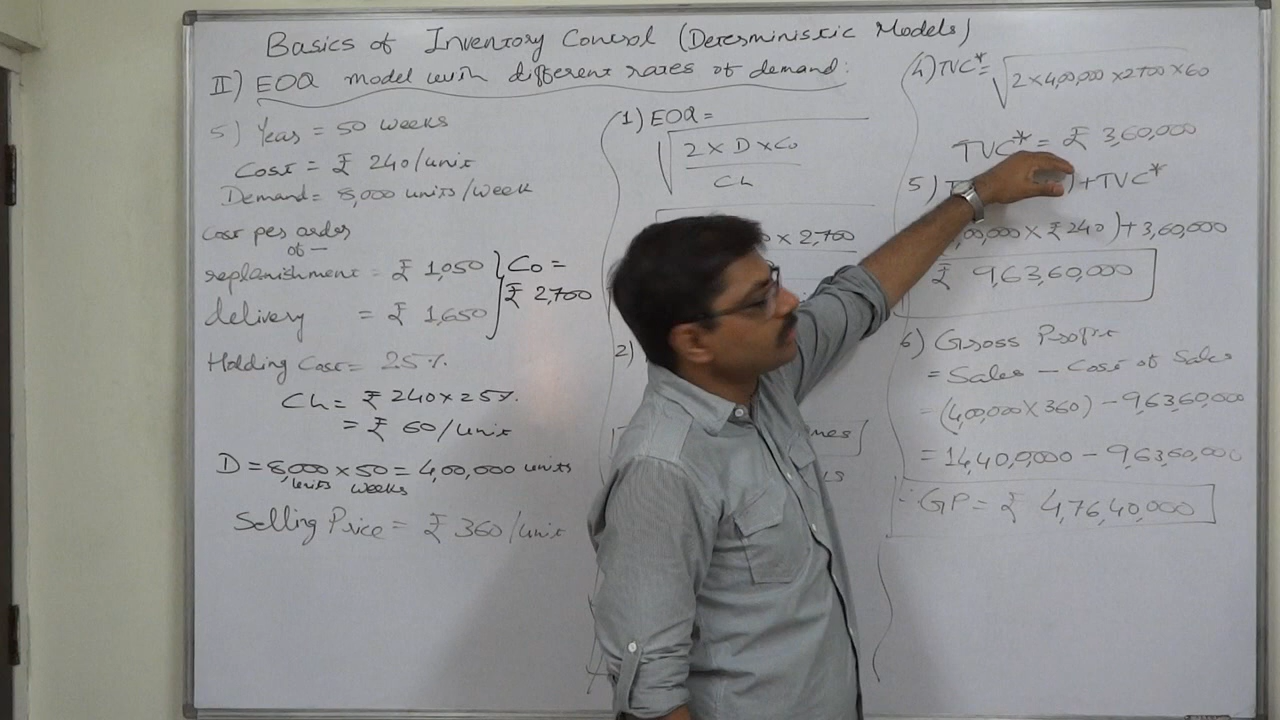 Basics of Inventory Control (Deterministic Models)
II) EOQ model with different rates of demand:
5) Year = 50 weeks
Cost = ₹ 240/unit
Demand = 8,000 units/week
Cost per order
of –
replanishment = ₹ 1,050
delivery = ₹ 1,650
Co =
₹ 2,700
Holding Cost = 25%
Ch = ₹ 240 x 25%
= ₹ 60/unit
D = 8,000 x 50 = 4,00,000 units
units weeks
Selling Price = ₹ 360/unit
1) EOQ =
√ 2 x D x Co
Ch
x 2,700
2)
4) TVC* = √ 2 x 4,00,000 x 2700 x 60
TVC* = ₹ 3,60,000
5) ) + TVC*
00,000 x ₹ 240) + 3,60,000
₹ 9,63,60,000
6) Gross Profit
= Sales – Cost of Sales
= (4,00,000 x 360) – 9,63,60,000
= 14,40,00,000 – 9,63,60,000
∴ GP = ₹ 4,76,40,000